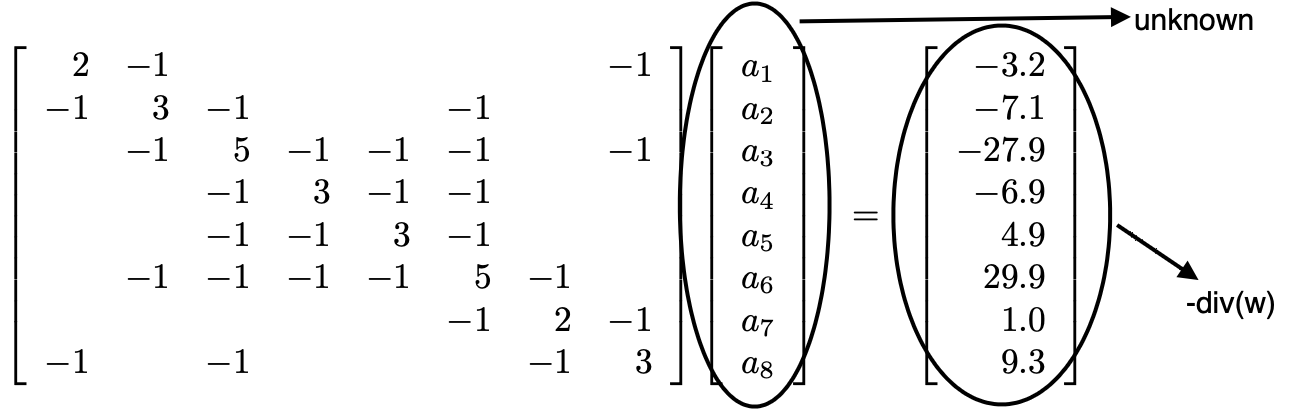 unknown
2 −1 −1 a₁ −3.2
−1 3 −1 −1 a₂ −7.1
−1 5 −1 −1 −1 −1 a₃ −27.9
−1 3 −1 −1 a₄ −6.9
=
−1 −1 3 −1 a₅ 4.9
−1 −1 −1 −1 5 −1 a₆ 29.9
-div(w)
−1 2 −1 a₇ 1.0
−1 −1 −1 3 a₈ 9.3